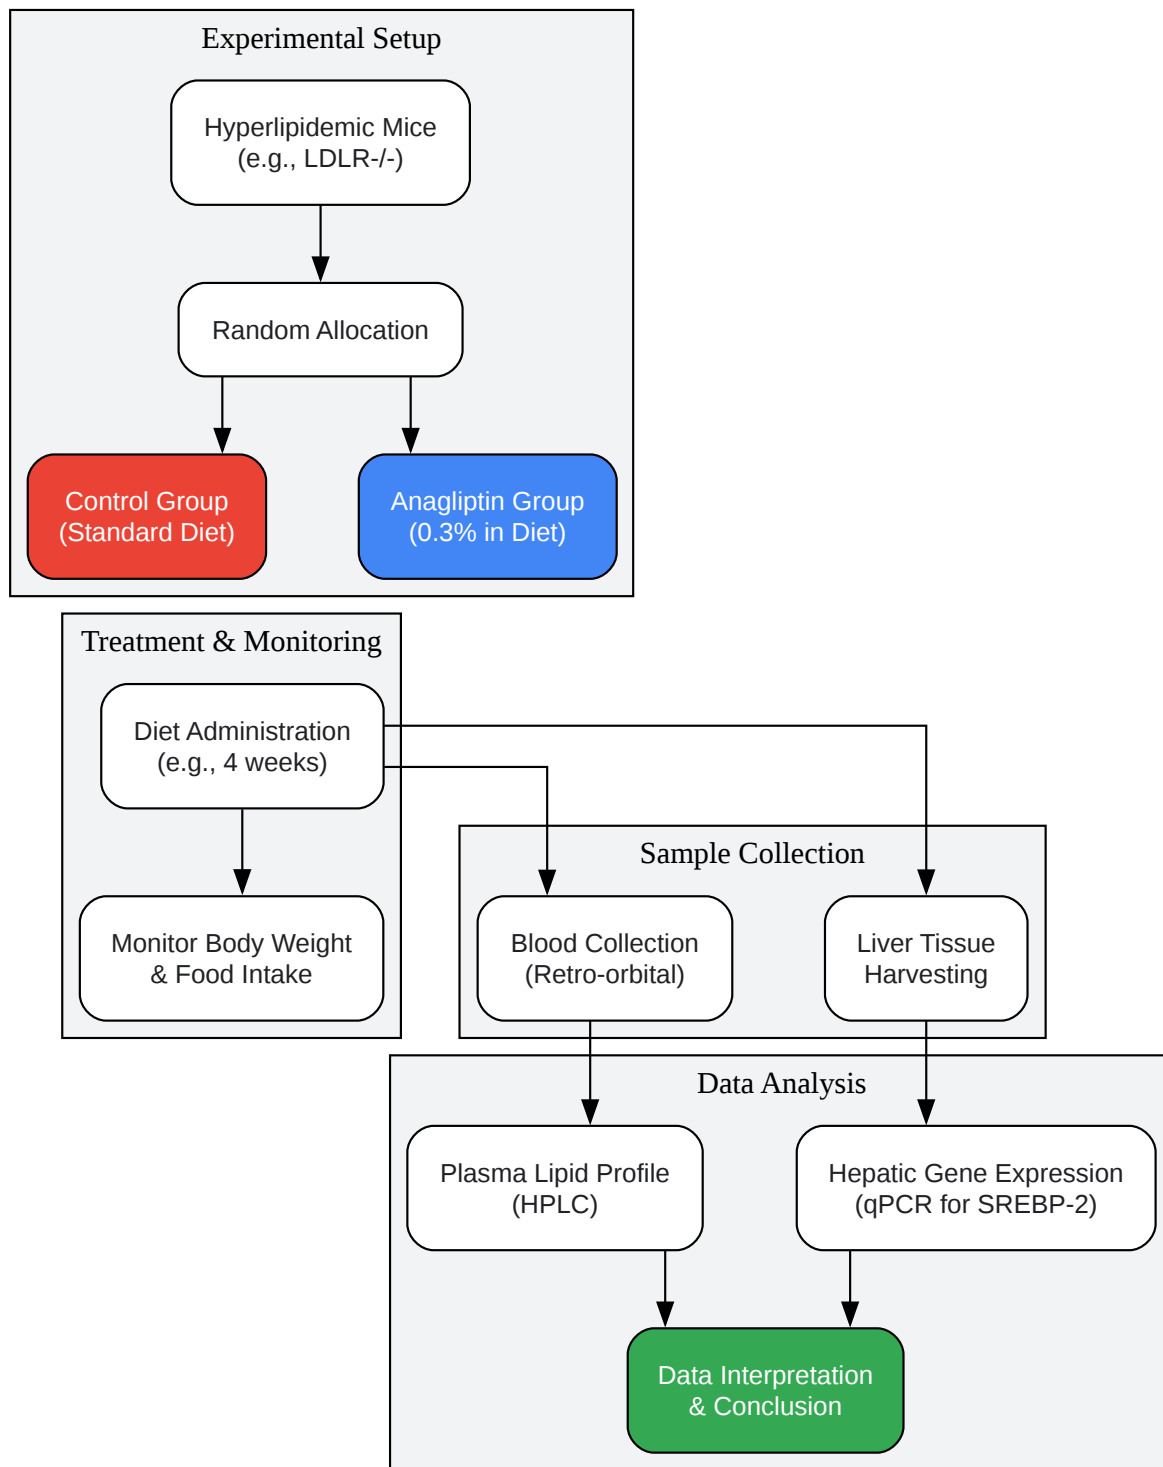 Experimental Setup
Hyperlipidemic Mice
(e.g., LDLR-/-)
Random Allocation
Control Group
(Standard Diet)
Anagliptin Group
(0.3% in Diet)
Treatment & Monitoring
Diet Administration
(e.g., 4 weeks)
Monitor Body Weight
& Food Intake
Sample Collection
Blood Collection
(Retro-orbital)
Liver Tissue
Harvesting
Data Analysis
Plasma Lipid Profile
(HPLC)
Hepatic Gene Expression
(qPCR for SREBP-2)
Data Interpretation
& Conclusion